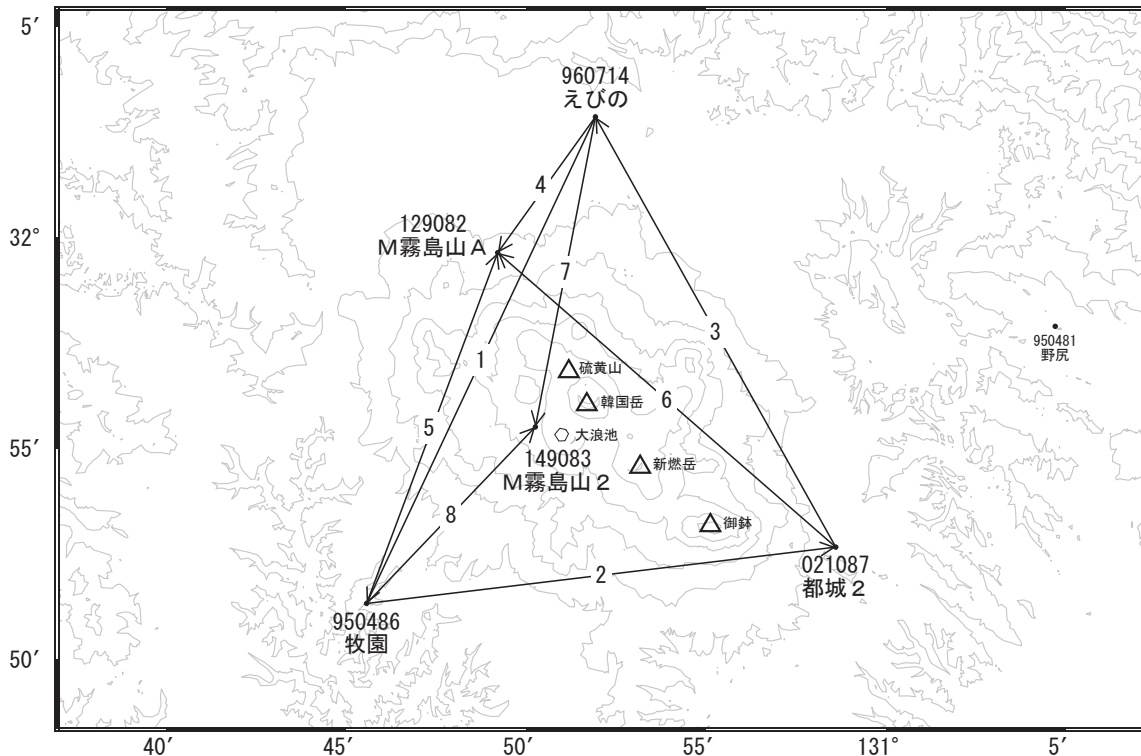 5′
960714
えびの
4
129082
M霧島山A
32°
7
3
950481
野尻
1
硫黄山
6
韓国岳
5
大浪池
55′
149083
M霧島山2
新燃岳
8
御鉢
2
021087
都城2
950486
牧園
50′
40′
45′
50′
55′
131°
5′